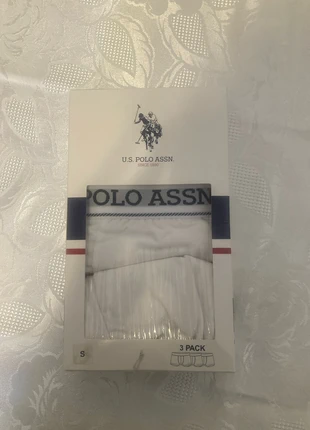 U.S. POLO ASSN.
SINCE 1890
POLO ASSN
S
3 PACK